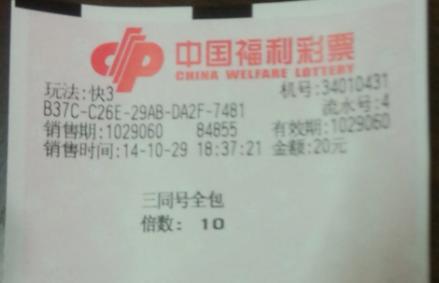 中国福利彩票
CHINA WELFARE LOTTERY
玩法:快3 机号:34010431
B37C-C26E-29AB-DA2F-7481 流水号:4
销售期:1029060 84855 有效期:1029060
销售时间:14-10-29 18:37:21 金额:20元
三同号全包
倍数: 10